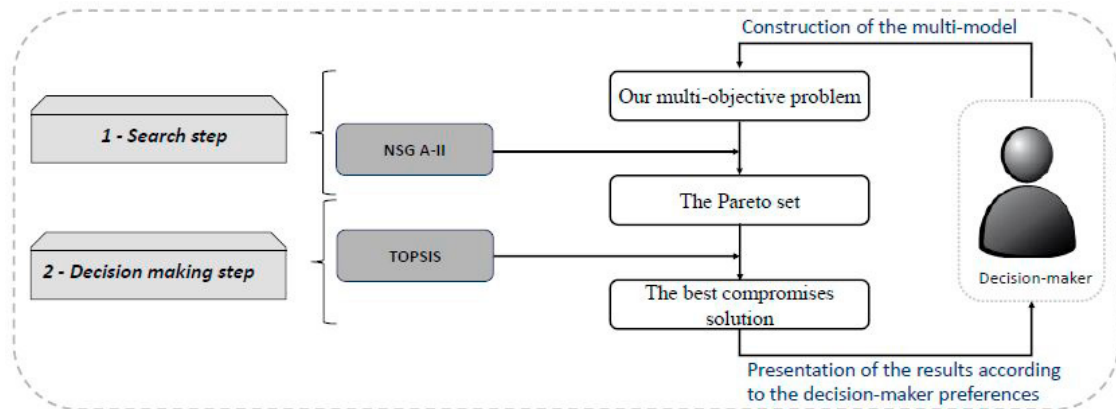 Construction of the multi-model
Our multi-objective problem
1 - Search step
NSG A-II
The Pareto set
2 - Decision making step
TOPSIS
The best compromises
solution
Decision-maker
Presentation of the results according
to the decision-maker preferences